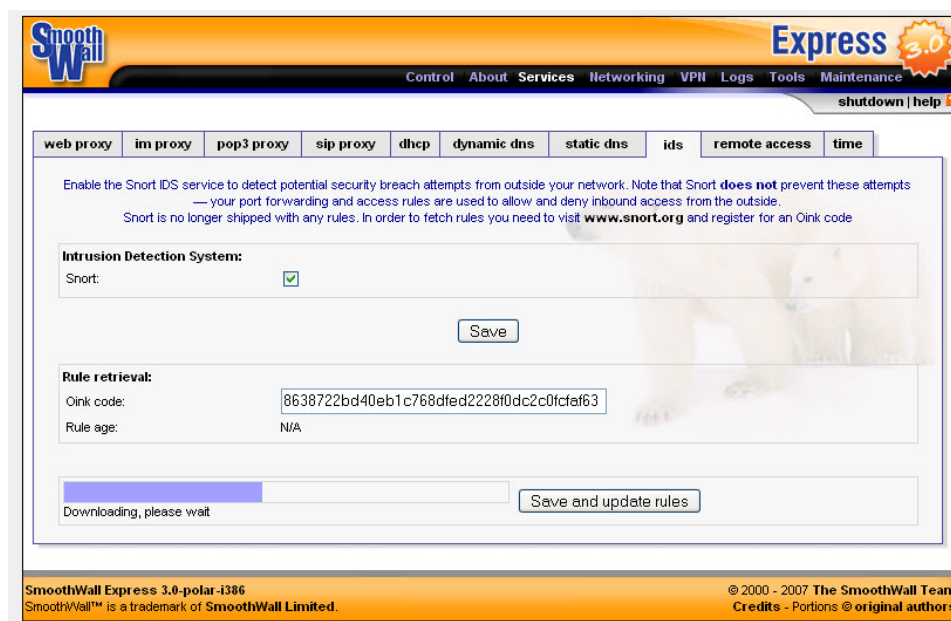 Smooth
Wall
Express 3.0
Control About Services Networking VPN Logs Tools Maintenance
shutdown | help
web proxy im proxy pop3 proxy sip proxy dhcp dynamic dns static dns ids remote access time
Enable the Snort IDS service to detect potential security breach attempts from outside your network. Note that Snort does not prevent these attempts
— your port forwarding and access rules are used to allow and deny inbound access from the outside.
Snort is no longer shipped with any rules. In order to fetch rules you need to visit www.snort.org and register for an Oink code
Intrusion Detection System:
Snort:
Save
Rule retrieval:
Oink code: 8638722bd40eb1c768dfed2228f0dc2c0fcfaf63
Rule age: N/A
Save and update rules
Downloading, please wait
SmoothWall Express 3.0-polar-i386 © 2000 - 2007 The SmoothWall Team
SmoothWall™ is a trademark of SmoothWall Limited. Credits - Portions © original authors